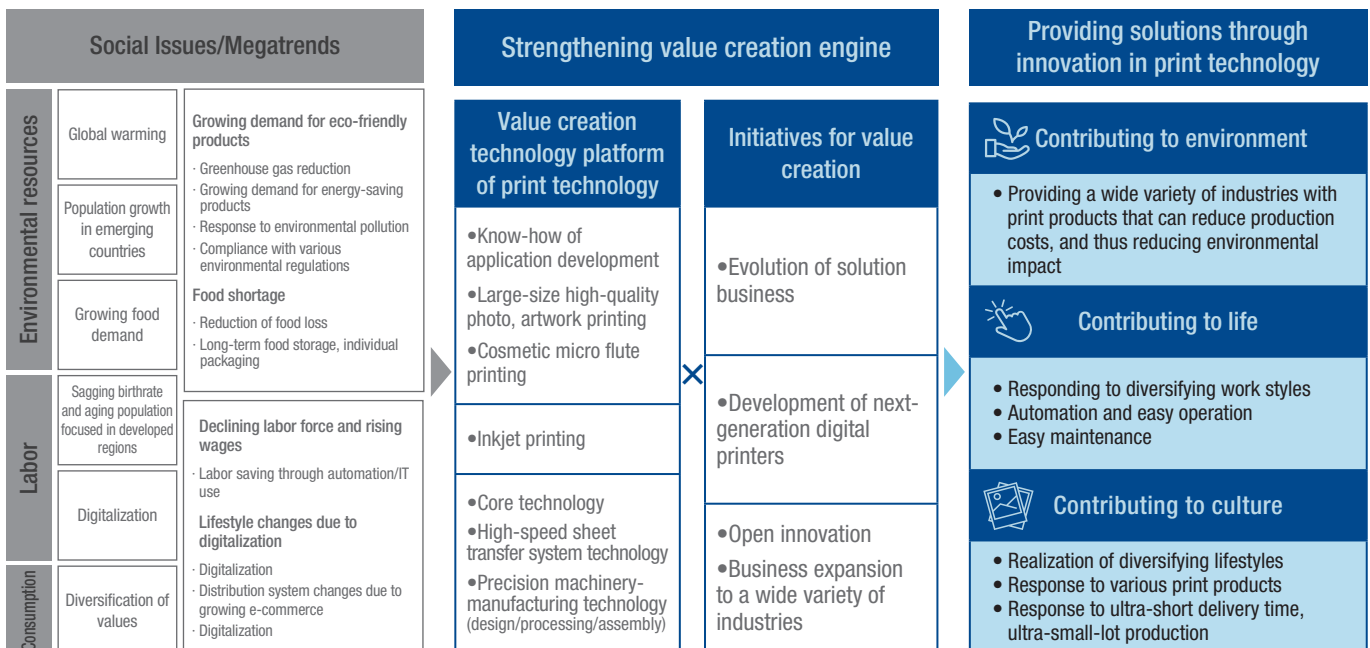 Social Issues/Megatrends
Environmental resources
Global warming
Population growth
in emerging
countries
Growing food
demand
Labor
Sagging birthrate
and aging population
focused in developed
regions
Digitalization
Consumption
Diversification of
values
Growing demand for eco-friendly
products
· Greenhouse gas reduction
· Growing demand for energy-saving
products
· Response to environmental pollution
· Compliance with various
environmental regulations
Food shortage
· Reduction of food loss
· Long-term food storage, individual
packaging
Declining labor force and rising
wages
· Labor saving through automation/IT
use
Lifestyle changes due to
digitalization
· Digitalization
· Distribution system changes due to
growing e-commerce
· Digitalization
Strengthening value creation engine
Value creation
technology platform
of print technology
•Know-how of
application development
•Large-size high-quality
photo, artwork printing
•Cosmetic micro flute
printing
•Inkjet printing
•Core technology
•High-speed sheet
transfer system technology
•Precision machinery-
manufacturing technology
(design/processing/assembly)
×
Initiatives for value
creation
•Evolution of solution
business
•Development of next-
generation digital
printers
•Open innovation
•Business expansion
to a wide variety of
industries
Providing solutions through
innovation in print technology
Contributing to environment
• Providing a wide variety of industries with
print products that can reduce production
costs, and thus reducing environmental
impact
Contributing to life
• Responding to diversifying work styles
• Automation and easy operation
• Easy maintenance
Contributing to culture
• Realization of diversifying lifestyles
• Response to various print products
• Response to ultra-short delivery time,
ultra-small-lot production